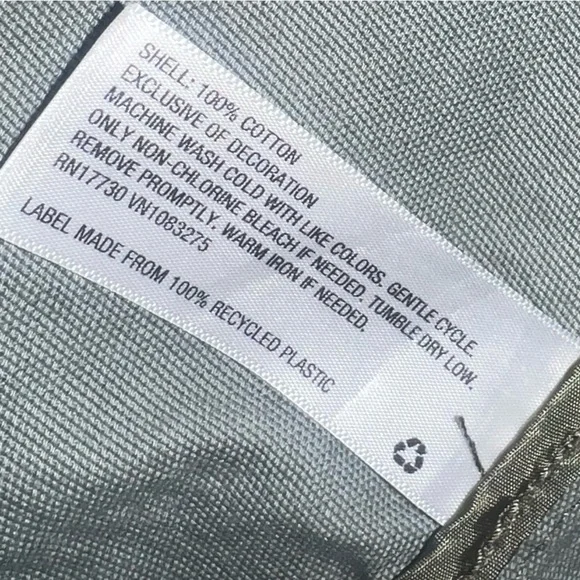 SHELL: 100% COTTON
EXCLUSIVE OF DECORATION
MACHINE WASH COLD WITH LIKE COLORS. GENTLE CYCLE.
ONLY NON-CHLORINE BLEACH IF NEEDED. TUMBLE DRY LOW.
REMOVE PROMPTLY. WARM IRON IF NEEDED.
RN17730 VN1063275
LABEL MADE FROM 100% RECYCLED PLASTIC